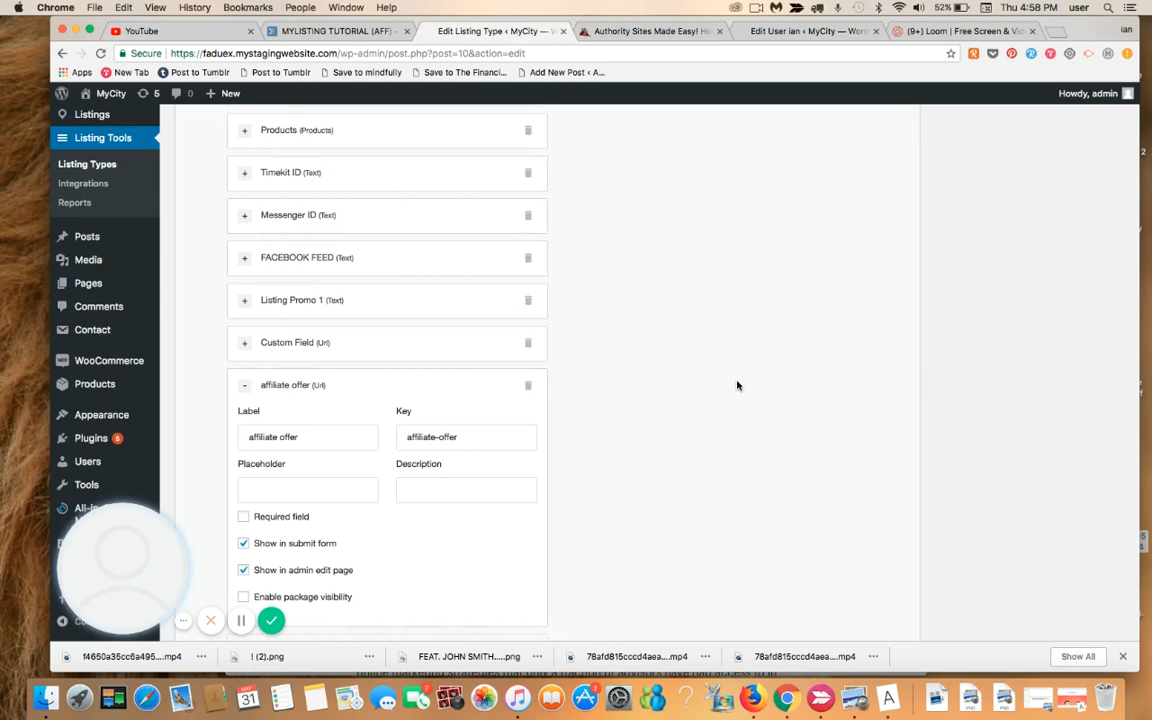 Chrome File Edit View History Bookmarks People Window Help 52% Thu 4:58 PM user
YouTube MYLISTING TUTORIAL (AFF) - Edit Listing Type ‹ MyCity — Authority Sites Made Easy! Edit User ian ‹ MyCity — Word (9+) Loom | Free Screen & Vid ian
Secure https://faduex.mystagingwebsite.com/wp-admin/post.php?post=10&action=edit
Apps New Tab Post to Tumblr Post to Tumblr Save to mindfully Save to The Financi... Add New Post ‹ A...
MyCity 5 0 New Howdy, admin
Listings
Listing Tools
Listing Types
Integrations
Reports
Posts
Media
Pages
Comments
Contact
WooCommerce
Products
Appearance
Plugins 6
Users
Tools
All-in
+ Products (Products)
+ Timekit ID (Text)
+ Messenger ID (Text)
+ FACEBOOK FEED (Text)
+ Listing Promo 1 (Text)
+ Custom Field (Url)
- affiliate offer (Url)
Label Key
affiliate offer affiliate-offer
Placeholder Description
Required field
Show in submit form
Show in admin edit page
Enable package visibility
f4650a35cc6a495....mp4 ! (2).png FEAT. JOHN SMITH....png 78afd815cccd4aea....mp4 78afd815cccd4aea....mp4 Show All